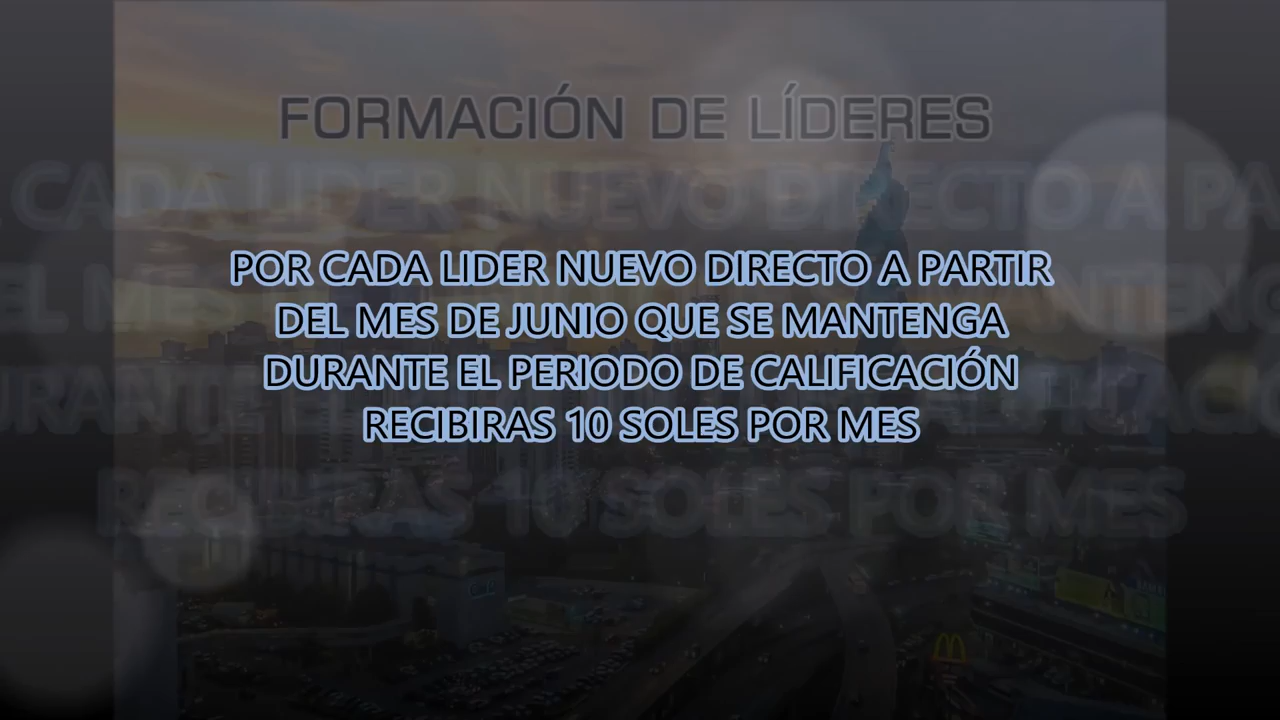 FORMACIÓN DE LÍDERES
POR CADA LIDER NUEVO DIRECTO A PARTIR
DEL MES DE JUNIO QUE SE MANTENGA
DURANTE EL PERIODO DE CALIFICACIÓN
RECIBIRAS 10 SOLES POR MES